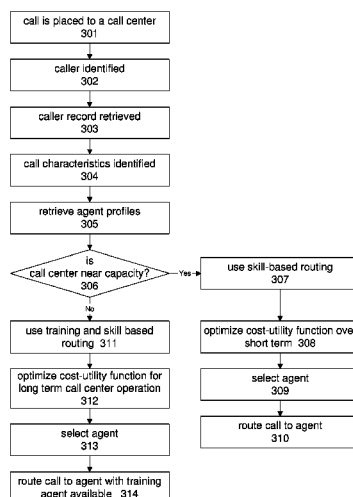 call is placed to a call center
301
caller identified
302
caller record retrieved
303
call characteristics identified
304
retrieve agent profiles
305
is
call center near capacity?
306
Yes
No
use skill-based routing
307
optimize cost-utility function over
short term 308
select agent
309
route call to agent
310
use training and skill based
routing 311
optimize cost-utility function for
long term call center operation
312
select agent
313
route call to agent with training
agent available 314